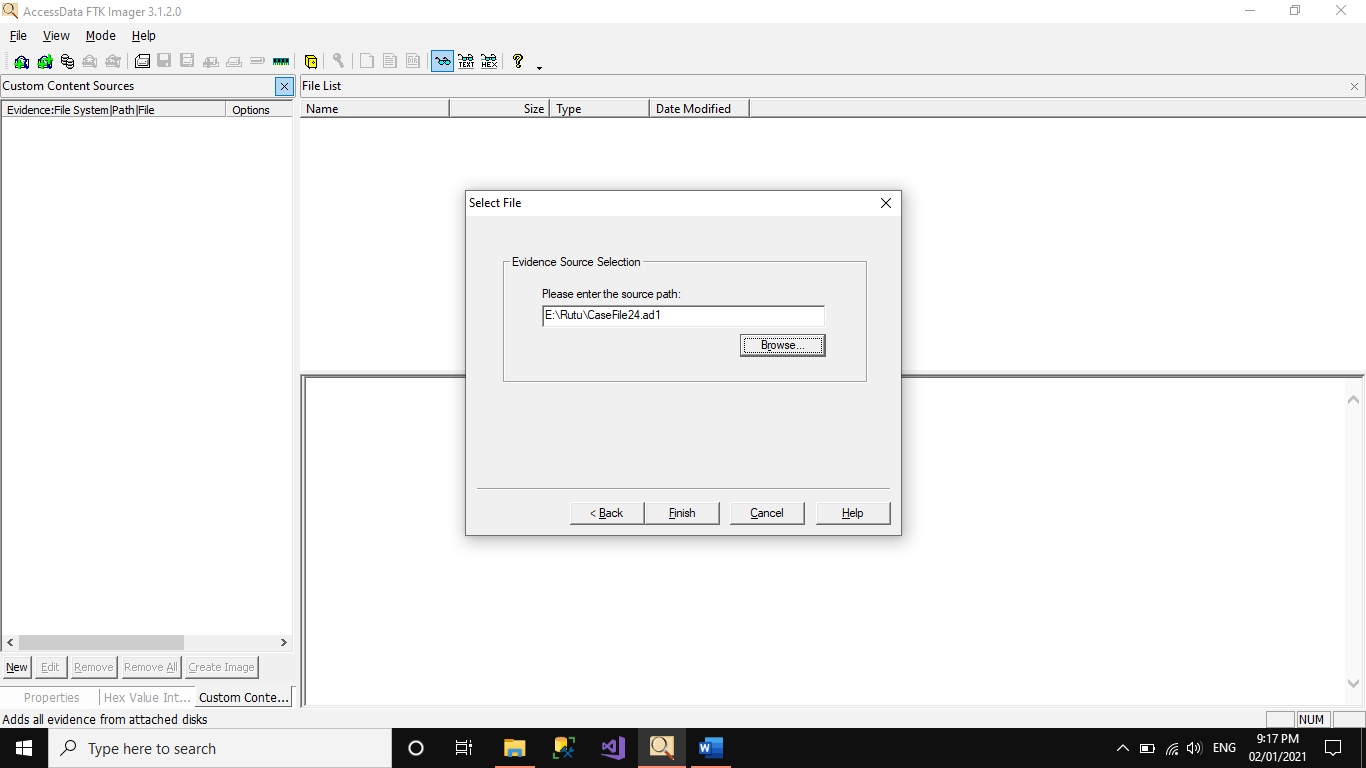 AccessData FTK Imager 3.1.2.0
File View Mode Help
TEXT HEX ?
Custom Content Sources
Evidence:File System|Path|File Options
File List
Name Size Type Date Modified
Select File
Evidence Source Selection
Please enter the source path:
E:\Rutu\CaseFile24.ad1
Browse...
< Back Finish Cancel Help
New Edit Remove Remove All Create Image
Properties Hex Value Int... Custom Conte...
Adds all evidence from attached disks
NUM
Type here to search
ENG
9:17 PM
02/01/2021